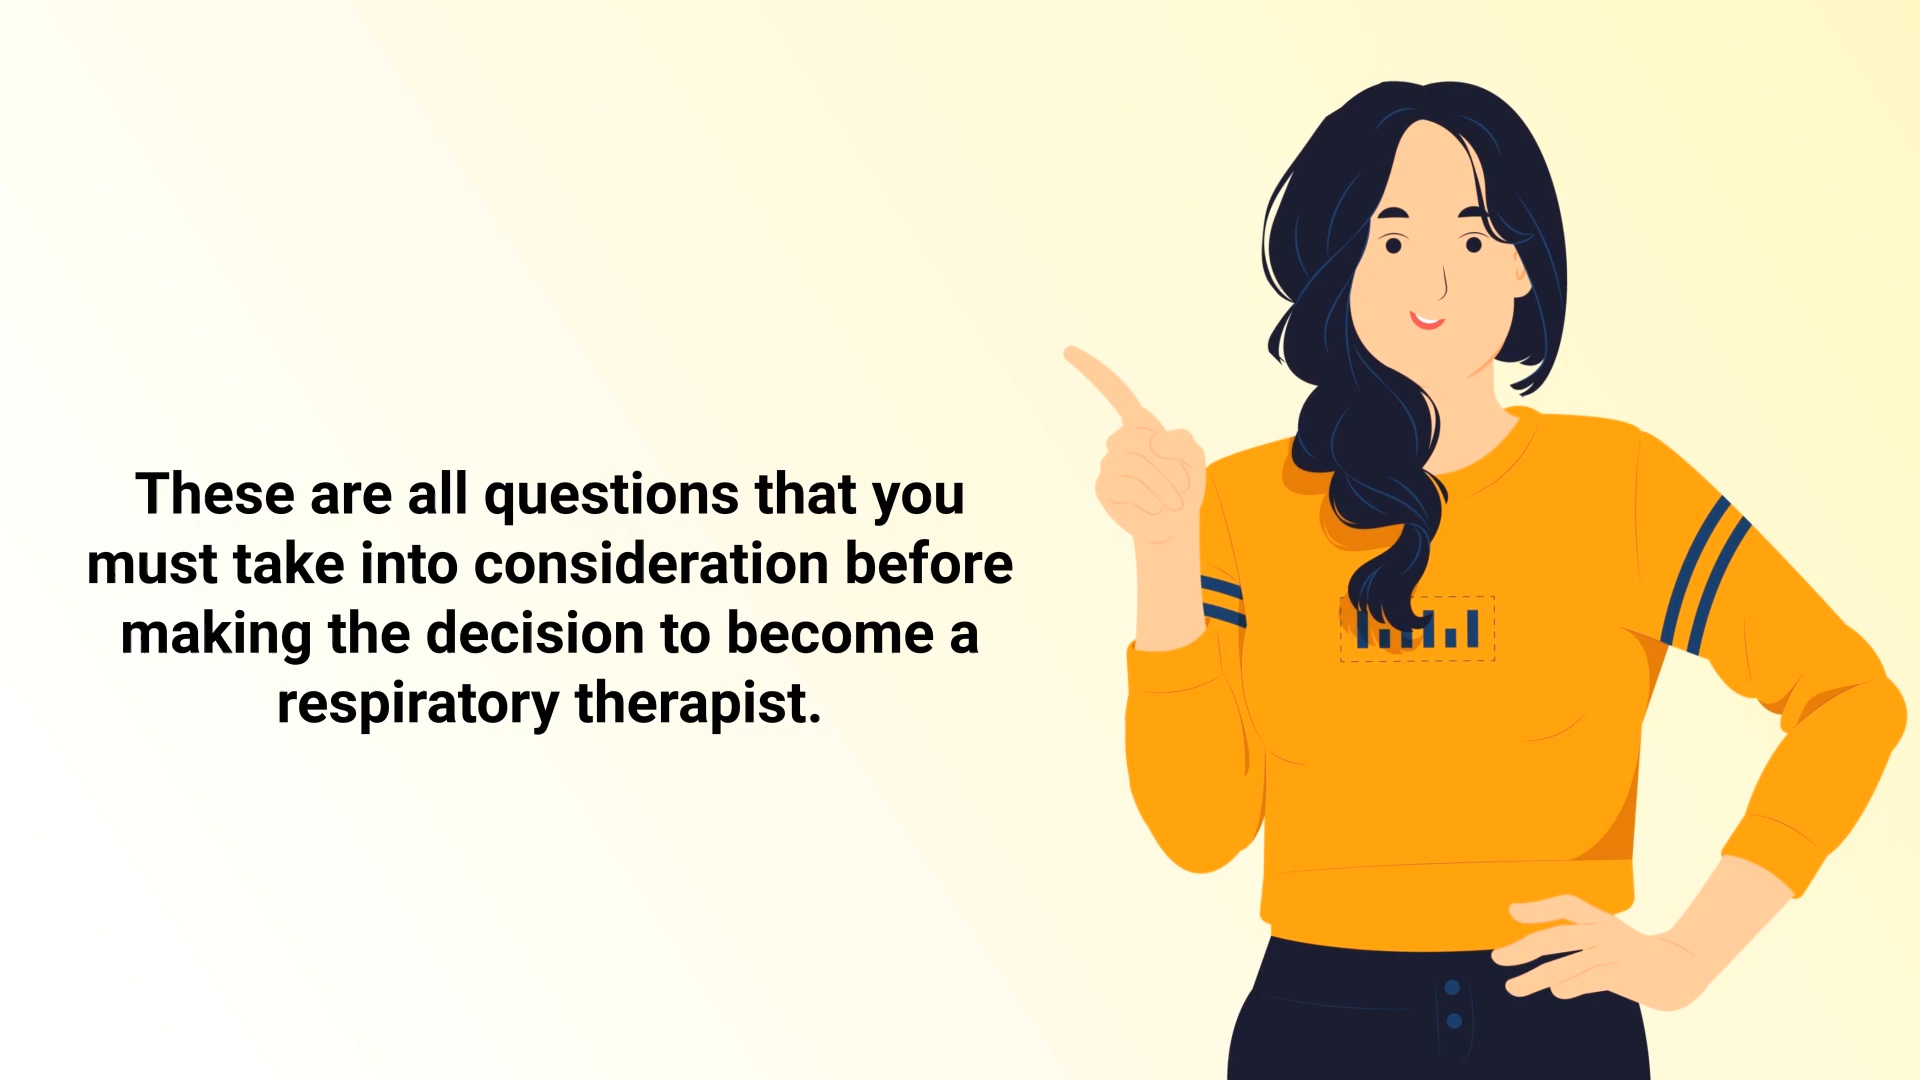 These are all questions that you
must take into consideration before
making the decision to become a
respiratory therapist.